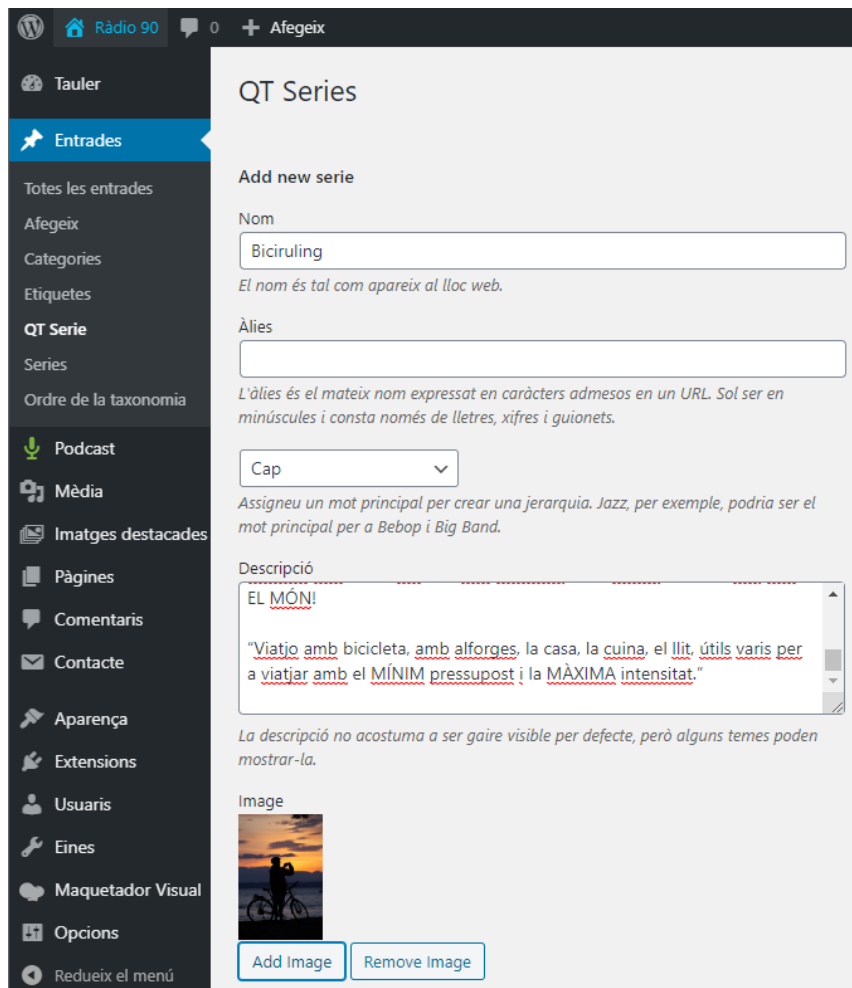 Ràdio 90 0 + Afegeix
Tauler
Entrades
Totes les entrades
Afegeix
Categories
Etiquetes
QT Serie
Series
Ordre de la taxonomia
Podcast
Mèdia
Imatges destacades
Pàgines
Comentaris
Contacte
Aparença
Extensions
Usuaris
Eines
Maquetador Visual
Opcions
Redueix el menú
QT Series
Add new serie
Nom
Biciruling
El nom és tal com apareix al lloc web.
Àlies
L'àlies és el mateix nom expressat en caràcters admesos en un URL. Sol ser en
minúscules i consta només de lletres, xifres i guionets.
Cap
Assigneu un mot principal per crear una jerarquia. Jazz, per exemple, podria ser el
mot principal per a Bebop i Big Band.
Descripció
EL MÓN!
“Viatjo amb bicicleta, amb alforges, la casa, la cuina, el llit, útils varis per
a viatjar amb el MÍNIM pressupost i la MÀXIMA intensitat.”
La descripció no acostuma a ser gaire visible per defecte, però alguns temes poden
mostrar-la.
Image
Add Image Remove Image